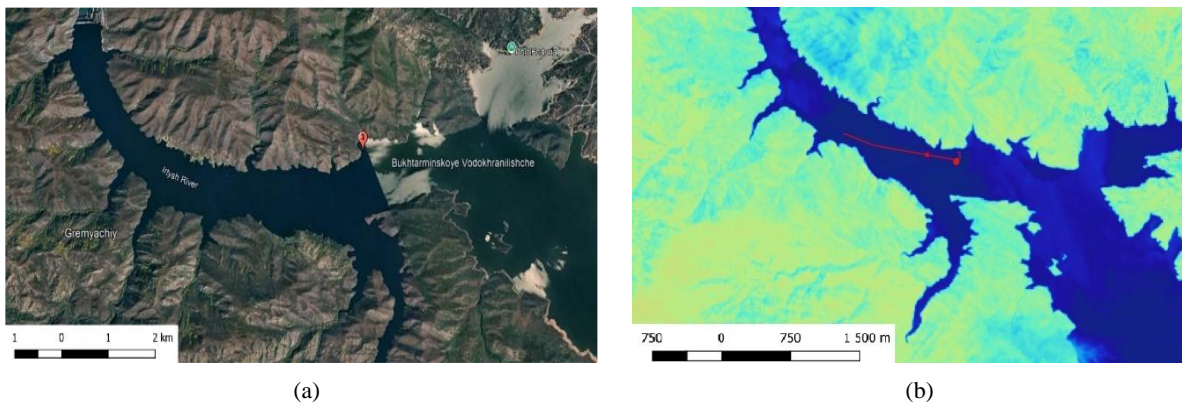 Bukhtarminskoye Vodokhranilishche
Irtysh River
Gremyachiy
1 0 1 2 km
750 0 750 1 500 m
(a)
(b)